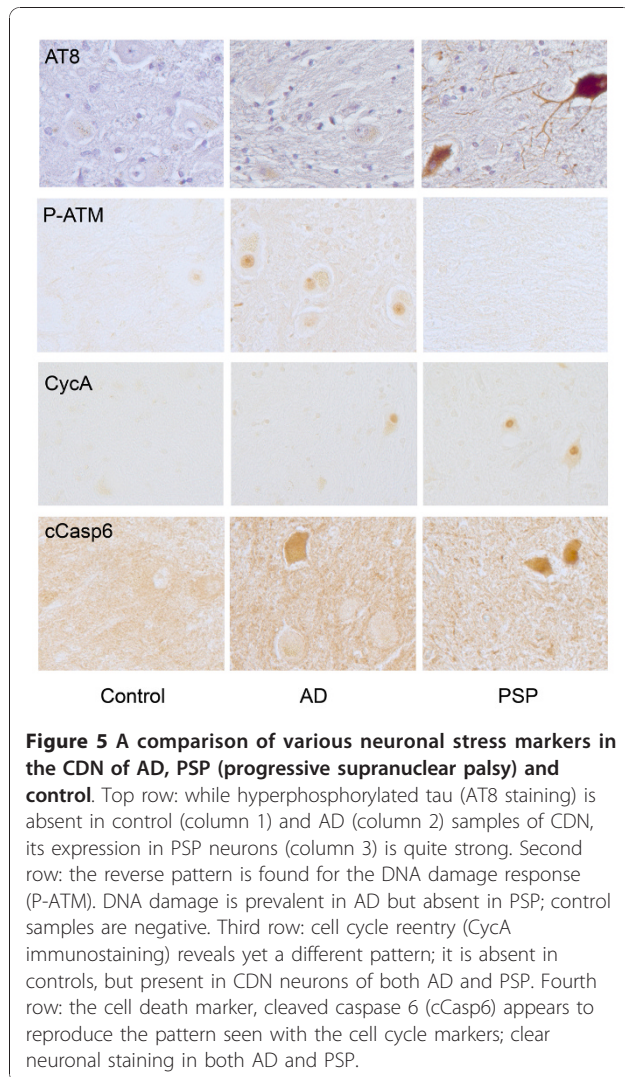 AT8
P-ATM
CycA
cCasp6
Control AD PSP
Figure 5 A comparison of various neuronal stress markers in
the CDN of AD, PSP (progressive supranuclear palsy) and
control. Top row: while hyperphosphorylated tau (AT8 staining) is
absent in control (column 1) and AD (column 2) samples of CDN,
its expression in PSP neurons (column 3) is quite strong. Second
row: the reverse pattern is found for the DNA damage response
(P-ATM). DNA damage is prevalent in AD but absent in PSP; control
samples are negative. Third row: cell cycle reentry (CycA
immunostaining) reveals yet a different pattern; it is absent in
controls, but present in CDN neurons of both AD and PSP. Fourth
row: the cell death marker, cleaved caspase 6 (cCasp6) appears to
reproduce the pattern seen with the cell cycle markers; clear
neuronal staining in both AD and PSP.